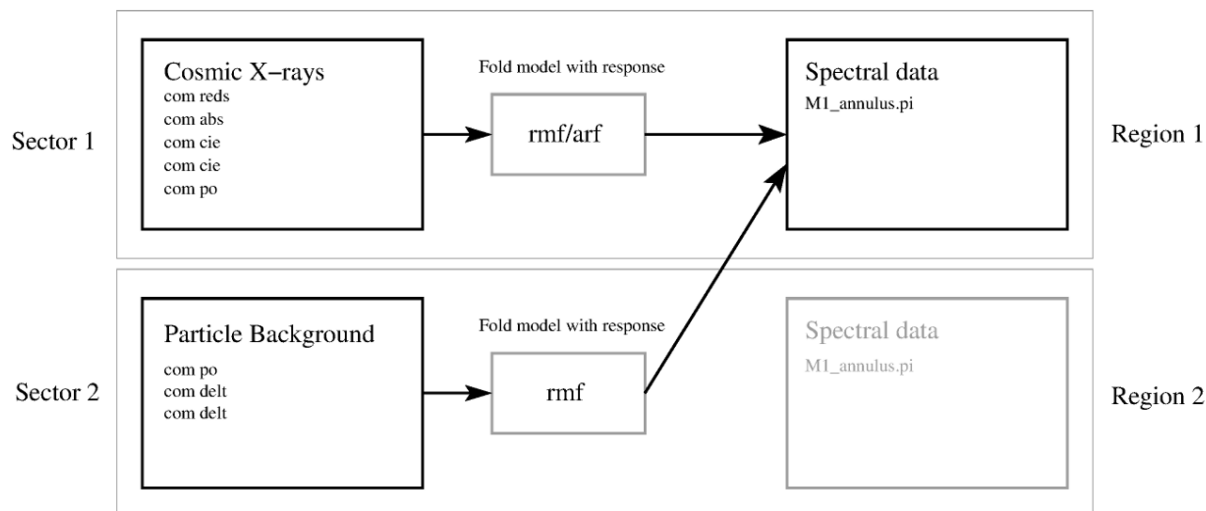 Sector 1
Cosmic X-rays
com reds
com abs
com cie
com cie
com po
Fold model with response
rmf/arf
Spectral data
M1_annulus.pi
Region 1
Sector 2
Particle Background
com po
com delt
com delt
Fold model with response
rmf
Spectral data
M1_annulus.pi
Region 2